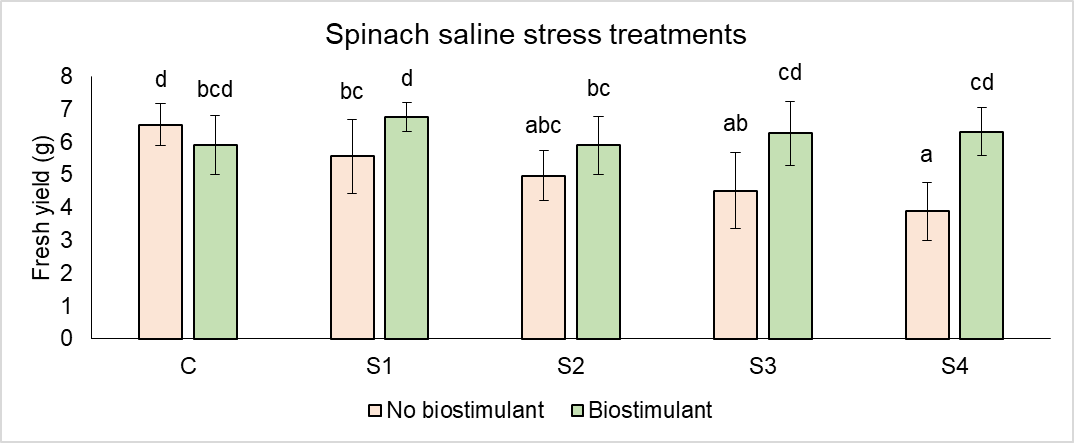 Spinach saline stress treatments
Fresh yield (g)
8
7
6
5
4
3
2
1
0
d
bcd
bc
d
abc
bc
ab
cd
a
cd
C S1 S2 S3 S4
No biostimulant Biostimulant